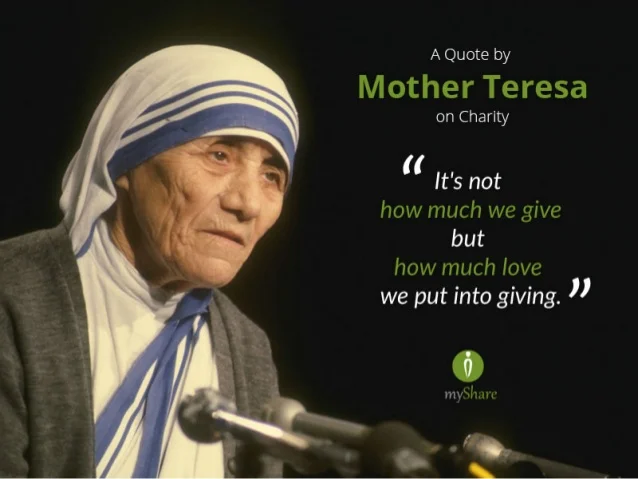 A Quote by
Mother Teresa
on Charity
“ It's not
how much we give
but
how much love
we put into giving. ”
myShare